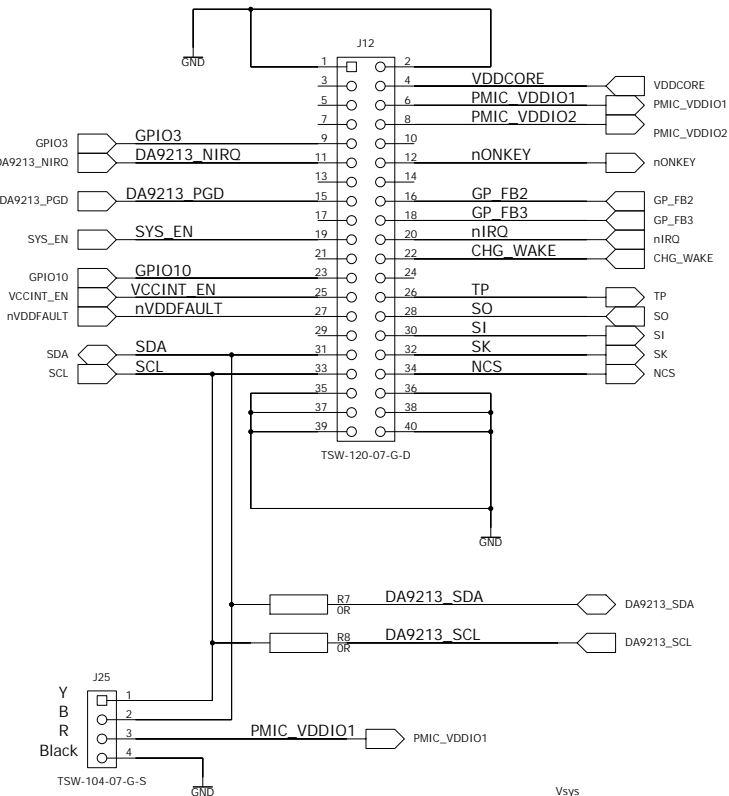 J12
GND
1 2
3 4 VDDCORE VDDCORE
5 6 PMIC_VDDIO1 PMIC_VDDIO1
7 8 PMIC_VDDIO2 PMIC_VDDIO2
GPIO3 GPIO3 9 10
DA9213_NIRQ DA9213_NIRQ 11 12 nONKEY nONKEY
13 14
DA9213_PGD DA9213_PGD 15 16 GP_FB2 GP_FB2
17 18 GP_FB3 GP_FB3
SYS_EN SYS_EN 19 20 nIRQ nIRQ
21 22 CHG_WAKE CHG_WAKE
GPIO10 GPIO10 23 24
VCCINT_EN VCCINT_EN 25 26 TP TP
nVDDFAULT nVDDFAULT 27 28 SO SO
29 30 SI SI
SDA SDA 31 32 SK SK
SCL SCL 33 34 NCS NCS
35 36
37 38
39 40
TSW-120-07-G-D
GND
R7 DA9213_SDA DA9213_SDA
0R
R8 DA9213_SCL DA9213_SCL
0R
J25
Y 1
B 2
R 3 PMIC_VDDIO1 PMIC_VDDIO1
Black 4
TSW-104-07-G-S
GND
Vsys